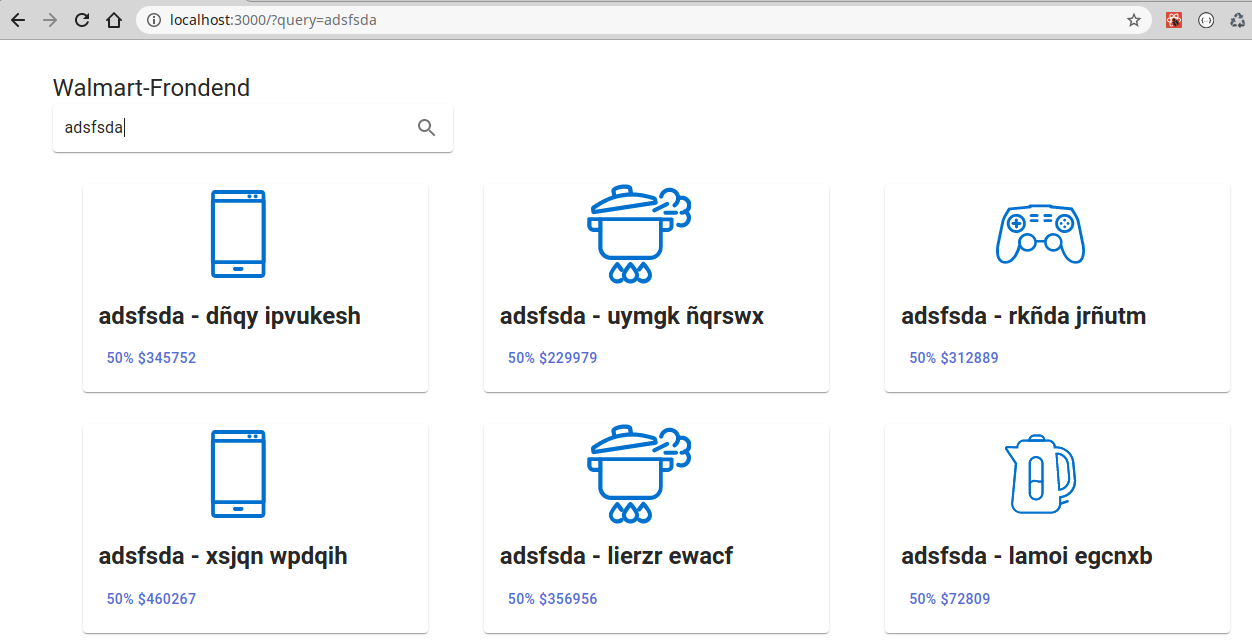 localhost:3000/?query=adsfsda
Walmart-Frondend
adsfsda
adsfsda - dñqy ipvukesh
50% $345752
adsfsda - uymgk ñqrswx
50% $229979
adsfsda - rkñda jrñutm
50% $312889
adsfsda - xsjqn wpdqih
50% $460267
adsfsda - lierzr ewacf
50% $356956
adsfsda - lamoi egcnxb
50% $72809